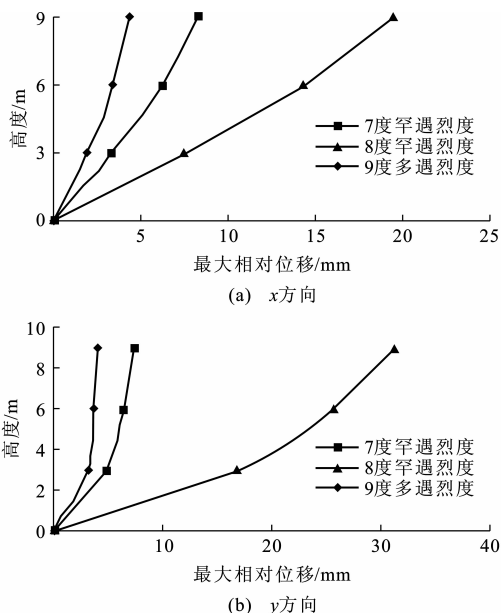 9
6
3
0
高度/m
7度罕遇烈度
8度罕遇烈度
9度多遇烈度
5 10 15 20 25
最大相对位移/mm
(a) x方向
10
8
6
4
2
0
高度/m
7度罕遇烈度
8度罕遇烈度
9度多遇烈度
10 20 30 40
最大相对位移/mm
(b) y方向